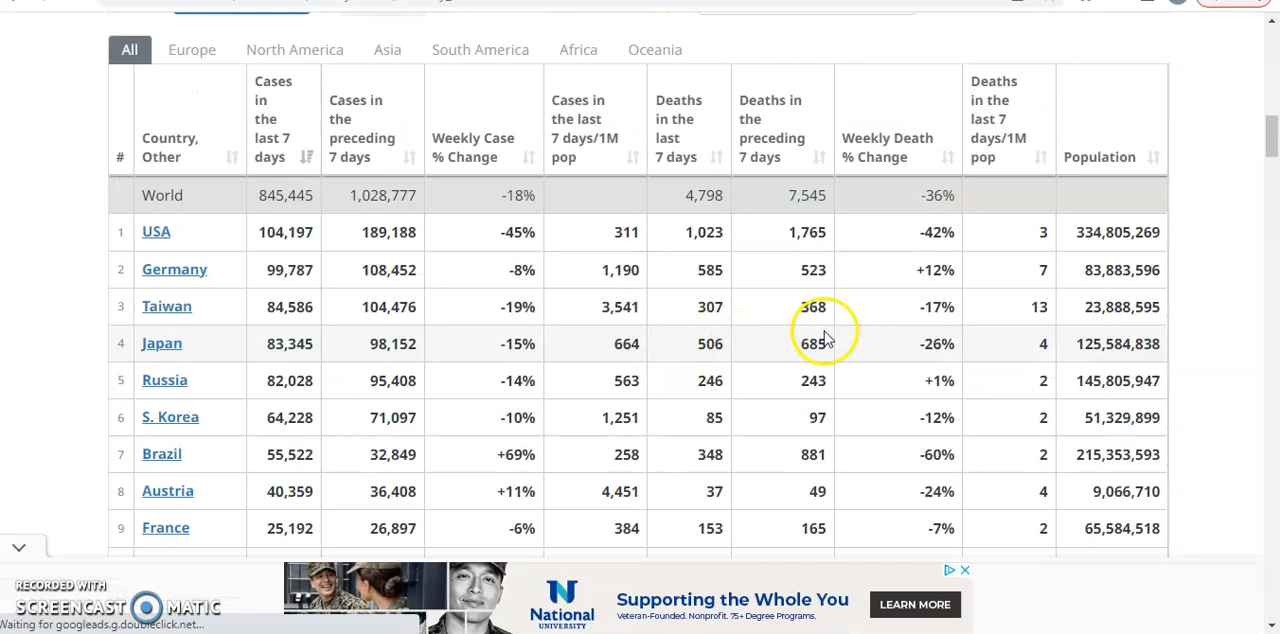 All Europe North America Asia South America Africa Oceania
# Country, Other Cases in the last 7 days Cases in the preceding 7 days Weekly Case % Change Cases in the last 7 days/1M pop Deaths in the last 7 days Deaths in the preceding 7 days Weekly Death % Change Deaths in the last 7 days/1M pop Population
World 845,445 1,028,777 -18% 4,798 7,545 -36%
1 USA 104,197 189,188 -45% 311 1,023 1,765 -42% 3 334,805,269
2 Germany 99,787 108,452 -8% 1,190 585 523 +12% 7 83,883,596
3 Taiwan 84,586 104,476 -19% 3,541 307 368 -17% 13 23,888,595
4 Japan 83,345 98,152 -15% 664 506 685 -26% 4 125,584,838
5 Russia 82,028 95,408 -14% 563 246 243 +1% 2 145,805,947
6 S. Korea 64,228 71,097 -10% 1,251 85 97 -12% 2 51,329,899
7 Brazil 55,522 32,849 +69% 258 348 881 -60% 2 215,353,593
8 Austria 40,359 36,408 +11% 4,451 37 49 -24% 4 9,066,710
9 France 25,192 26,897 -6% 384 153 165 -7% 2 65,584,518
RECORDED WITH
SCREENCAST MATIC
Waiting for googleads.g.doubleclick.net...
National
UNIVERSITY
Supporting the Whole You
Veteran-Founded. Nonprofit. 75+ Degree Programs.
LEARN MORE